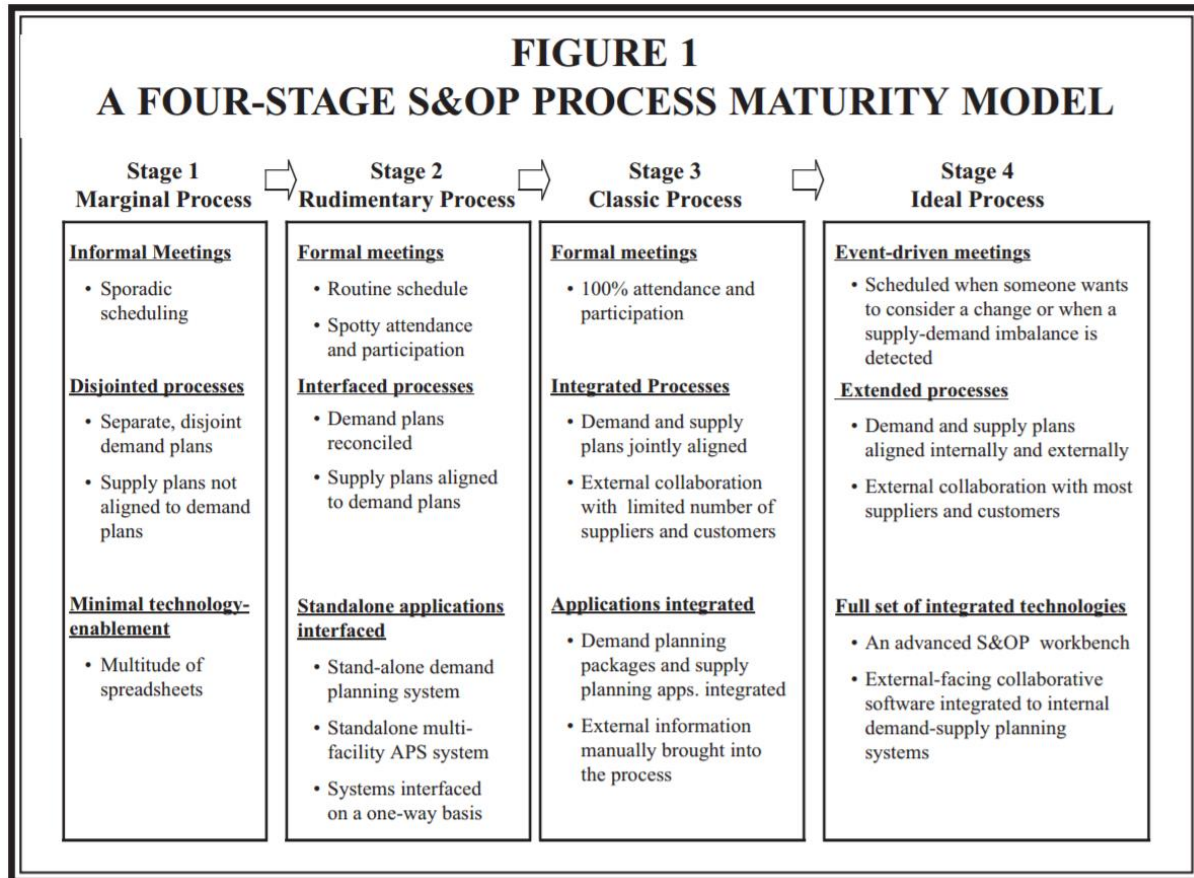 FIGURE 1
A FOUR-STAGE S&OP PROCESS MATURITY MODEL
Stage 1
Marginal Process
Informal Meetings
• Sporadic
scheduling
Disjointed processes
• Separate, disjoint
demand plans
• Supply plans not
aligned to demand
plans
Minimal technology-
enablement
• Multitude of
spreadsheets
Stage 2
Rudimentary Process
Formal meetings
• Routine schedule
• Spotty attendance
and participation
Interfaced processes
• Demand plans
reconciled
• Supply plans aligned
to demand plans
Standalone applications
interfaced
• Stand-alone demand
planning system
• Standalone multi-
facility APS system
• Systems interfaced
on a one-way basis
Stage 3
Classic Process
Formal meetings
• 100% attendance and
participation
Integrated Processes
• Demand and supply
plans jointly aligned
• External collaboration
with limited number of
suppliers and customers
Applications integrated
• Demand planning
packages and supply
planning apps. integrated
• External information
manually brought into
the process
Stage 4
Ideal Process
Event-driven meetings
• Scheduled when someone wants
to consider a change or when a
supply-demand imbalance is
detected
Extended processes
• Demand and supply plans
aligned internally and externally
• External collaboration with most
suppliers and customers
Full set of integrated technologies
• An advanced S&OP workbench
• External-facing collaborative
software integrated to internal
demand-supply planning
systems